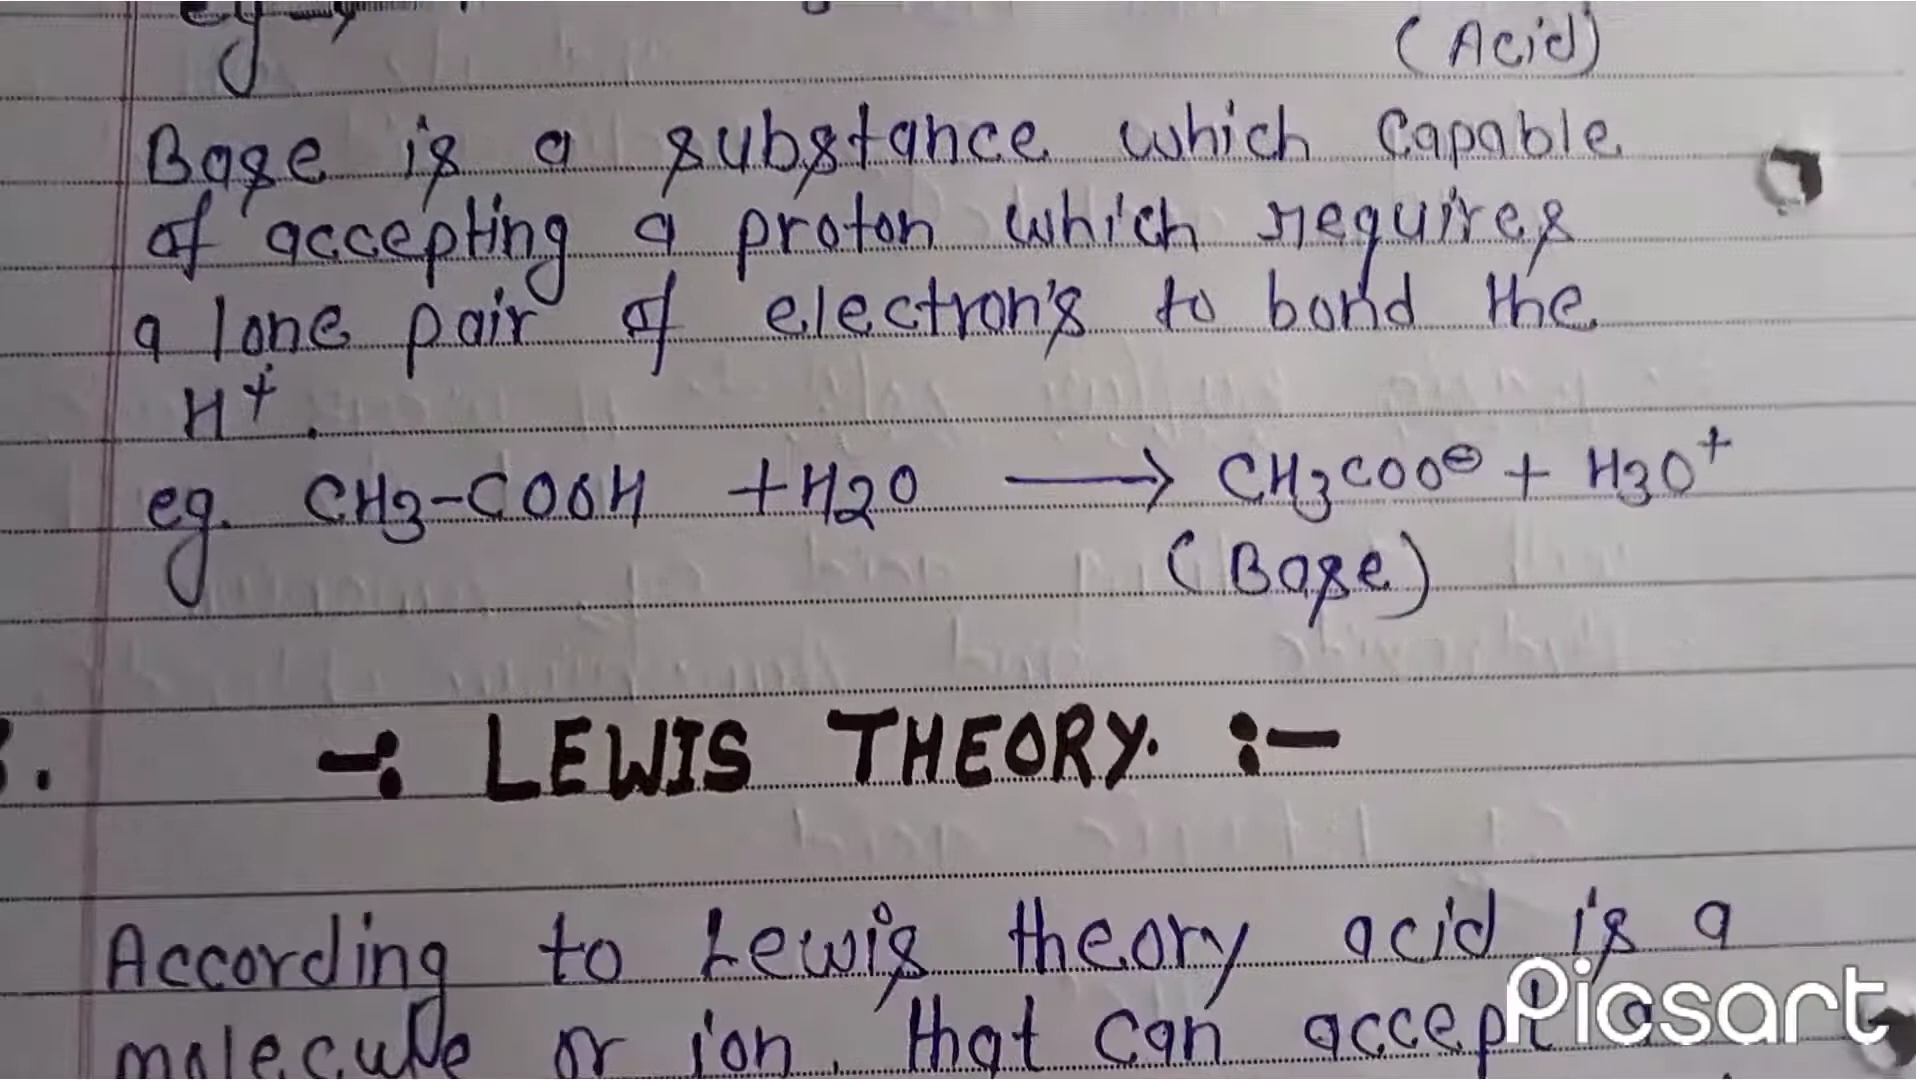 eg →
(Acid)
Base is a substance which capable
of accepting a proton which requires
a lone pair of electron's to bond the
H+.
eg. CH3-COOH +H2O ⟶ CH3COO⊖ + H3O+
(Base)
-: LEWIS THEORY. :-
According to Lewis theory acid is a
molecule or ion. that can accept a
Picsart